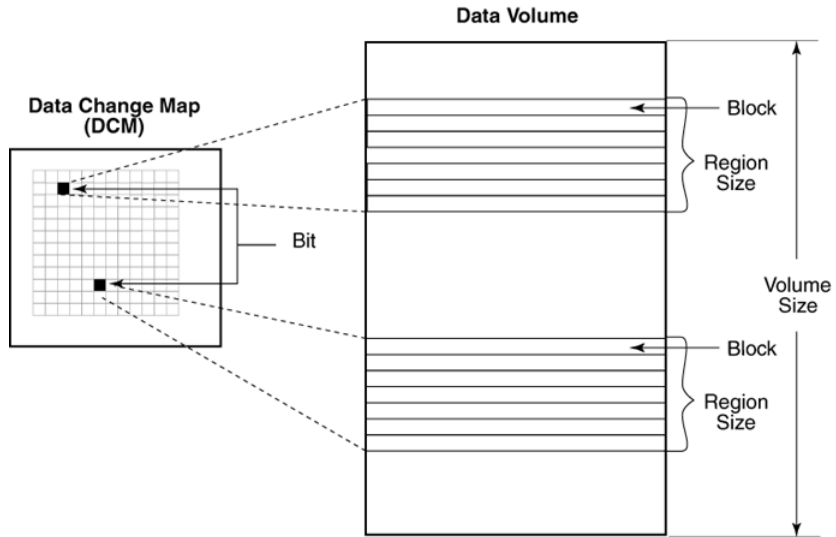 Data Volume
Data Change Map
(DCM)
Block
Region
Size
Bit
Volume
Size
Block
Region
Size